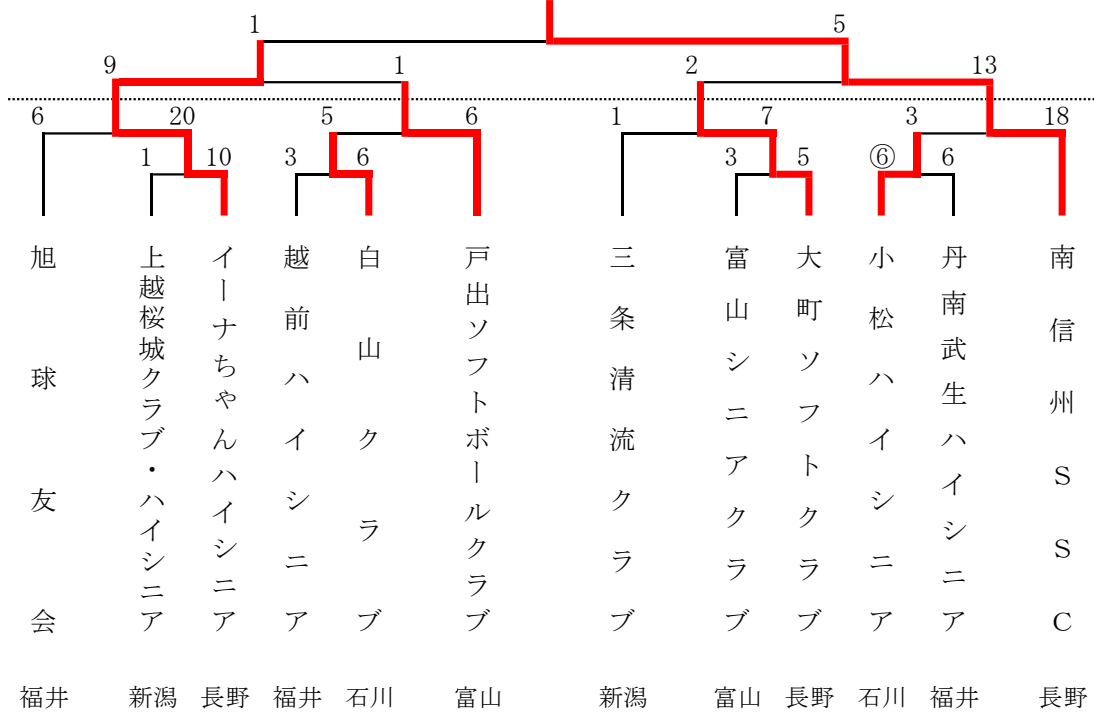 1 5
9 1 2 13
6 20 5 6 1 7 3 18
1 10 3 6 3 5 ⑥ 6
旭球友会
上越桜城クラブ・ハイシニア
イーナちゃんハイシニア
越前ハイシニア
白山クラブ
戸出ソフトボールクラブ
三条清流クラブ
富山シニアクラブ
大町ソフトクラブ
小松ハイシニア
丹南武生ハイシニア
南信州SSC
福井 新潟 長野 福井 石川 富山 新潟 富山 長野 石川 福井 長野